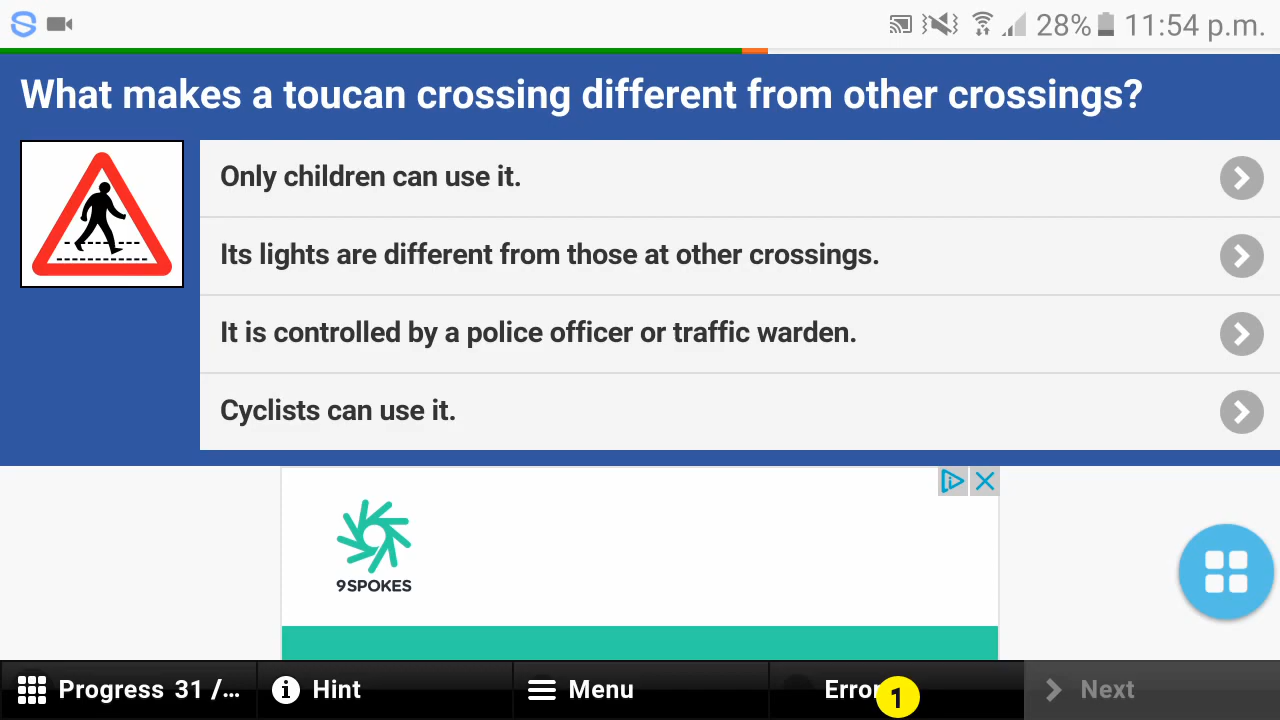 28% 11:54 p.m.
What makes a toucan crossing different from other crossings?
Only children can use it.
Its lights are different from those at other crossings.
It is controlled by a police officer or traffic warden.
Cyclists can use it.
9SPOKES
Progress 31 /...
Hint
Menu
Error
1
Next